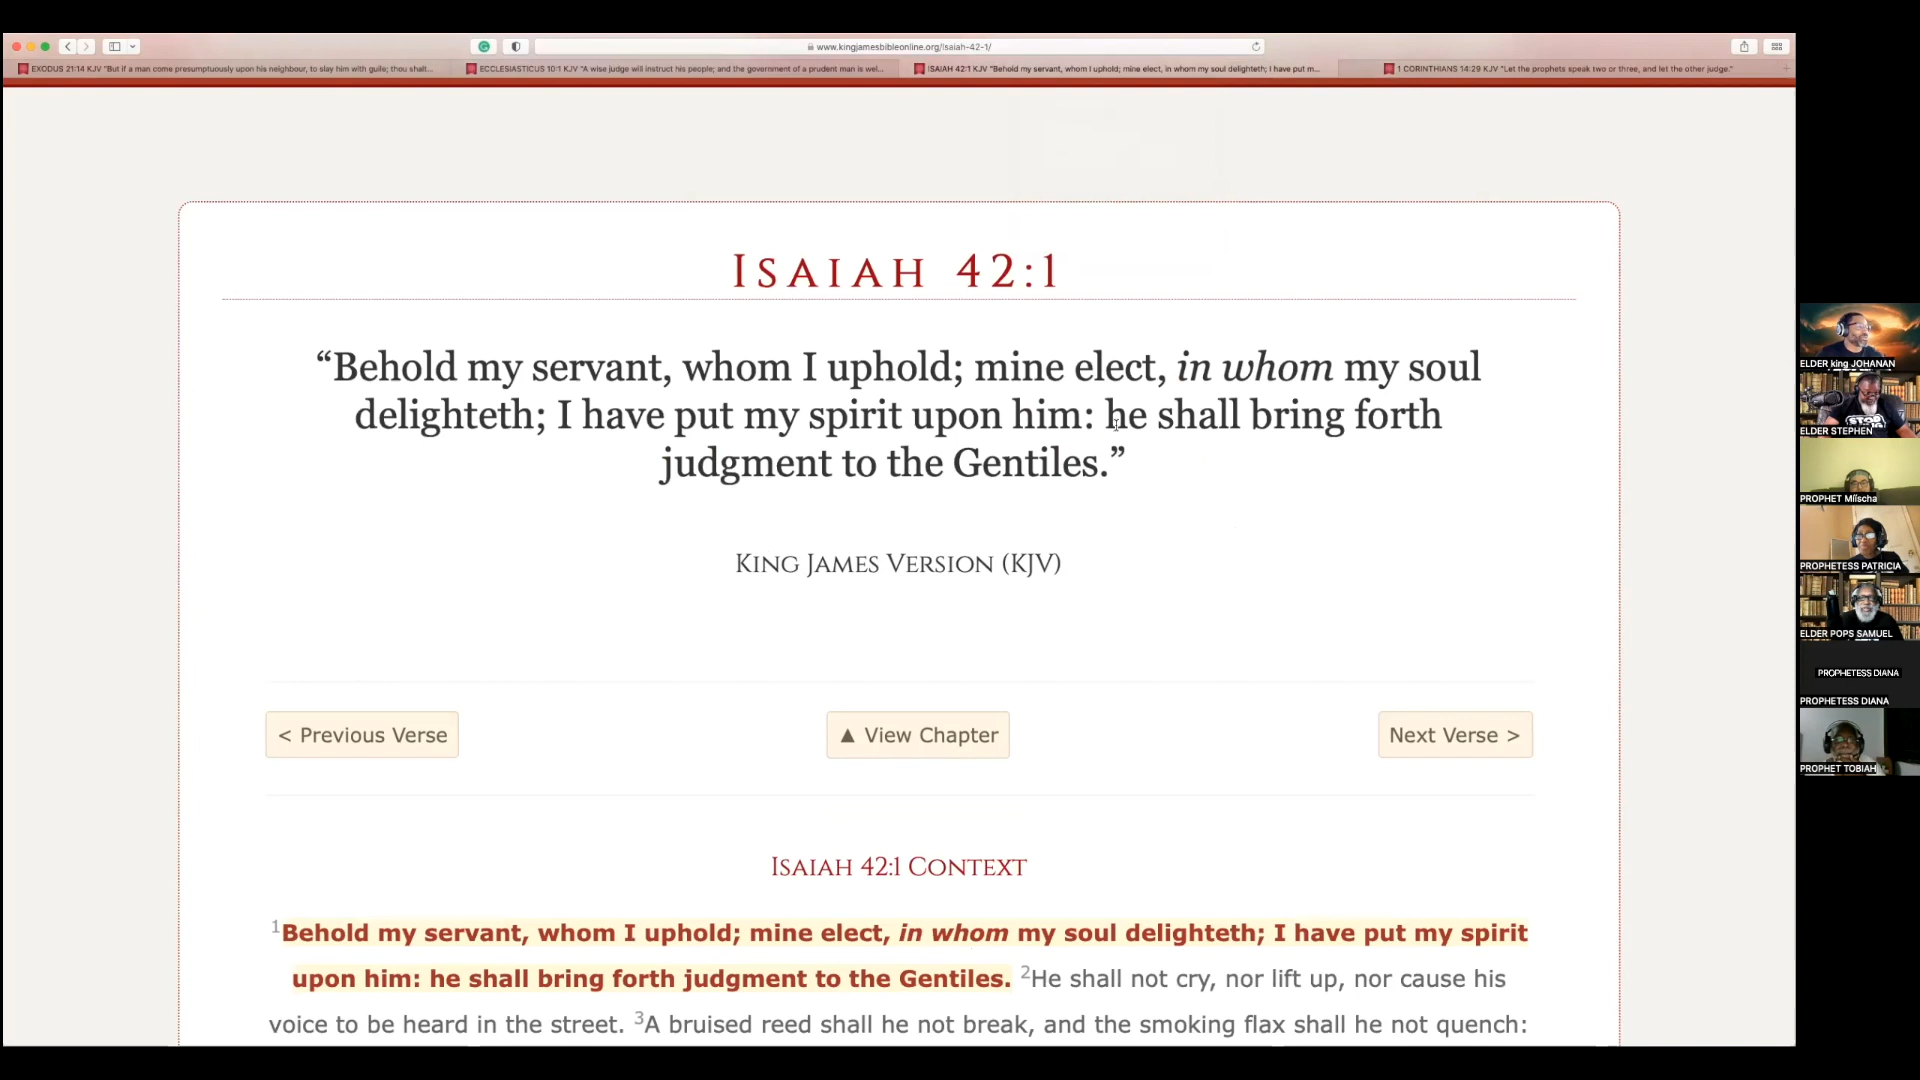 www.kingjamesbibleonline.org/Isaiah-42-1/
EXODUS 21:14 KJV "But if a man come presumptuously upon his neighbour, to slay him with guile; thou shalt...
ECCLESIASTICUS 10:1 KJV "A wise judge will instruct his people; and the government of a prudent man is wel...
ISAIAH 42:1 KJV "Behold my servant, whom I uphold; mine elect, in whom my soul delighteth; I have put m...
1 CORINTHIANS 14:29 KJV "Let the prophets speak two or three, and let the other judge."
Isaiah 42:1
“Behold my servant, whom I uphold; mine elect, in whom my soul
delighteth; I have put my spirit upon him: he shall bring forth
judgment to the Gentiles.”
King James Version (KJV)
< Previous Verse
▲ View Chapter
Next Verse >
Isaiah 42:1 Context
1Behold my servant, whom I uphold; mine elect, in whom my soul delighteth; I have put my spirit
upon him: he shall bring forth judgment to the Gentiles. 2He shall not cry, nor lift up, nor cause his
voice to be heard in the street. 3A bruised reed shall he not break, and the smoking flax shall he not quench:
ELDER king JOHANAN
ELDER STEPHEN
PROPHET Miischa
PROPHETESS PATRICIA
ELDER POPS SAMUEL
PROPHETESS DIANA
PROPHETESS DIANA
PROPHET TOBIAH